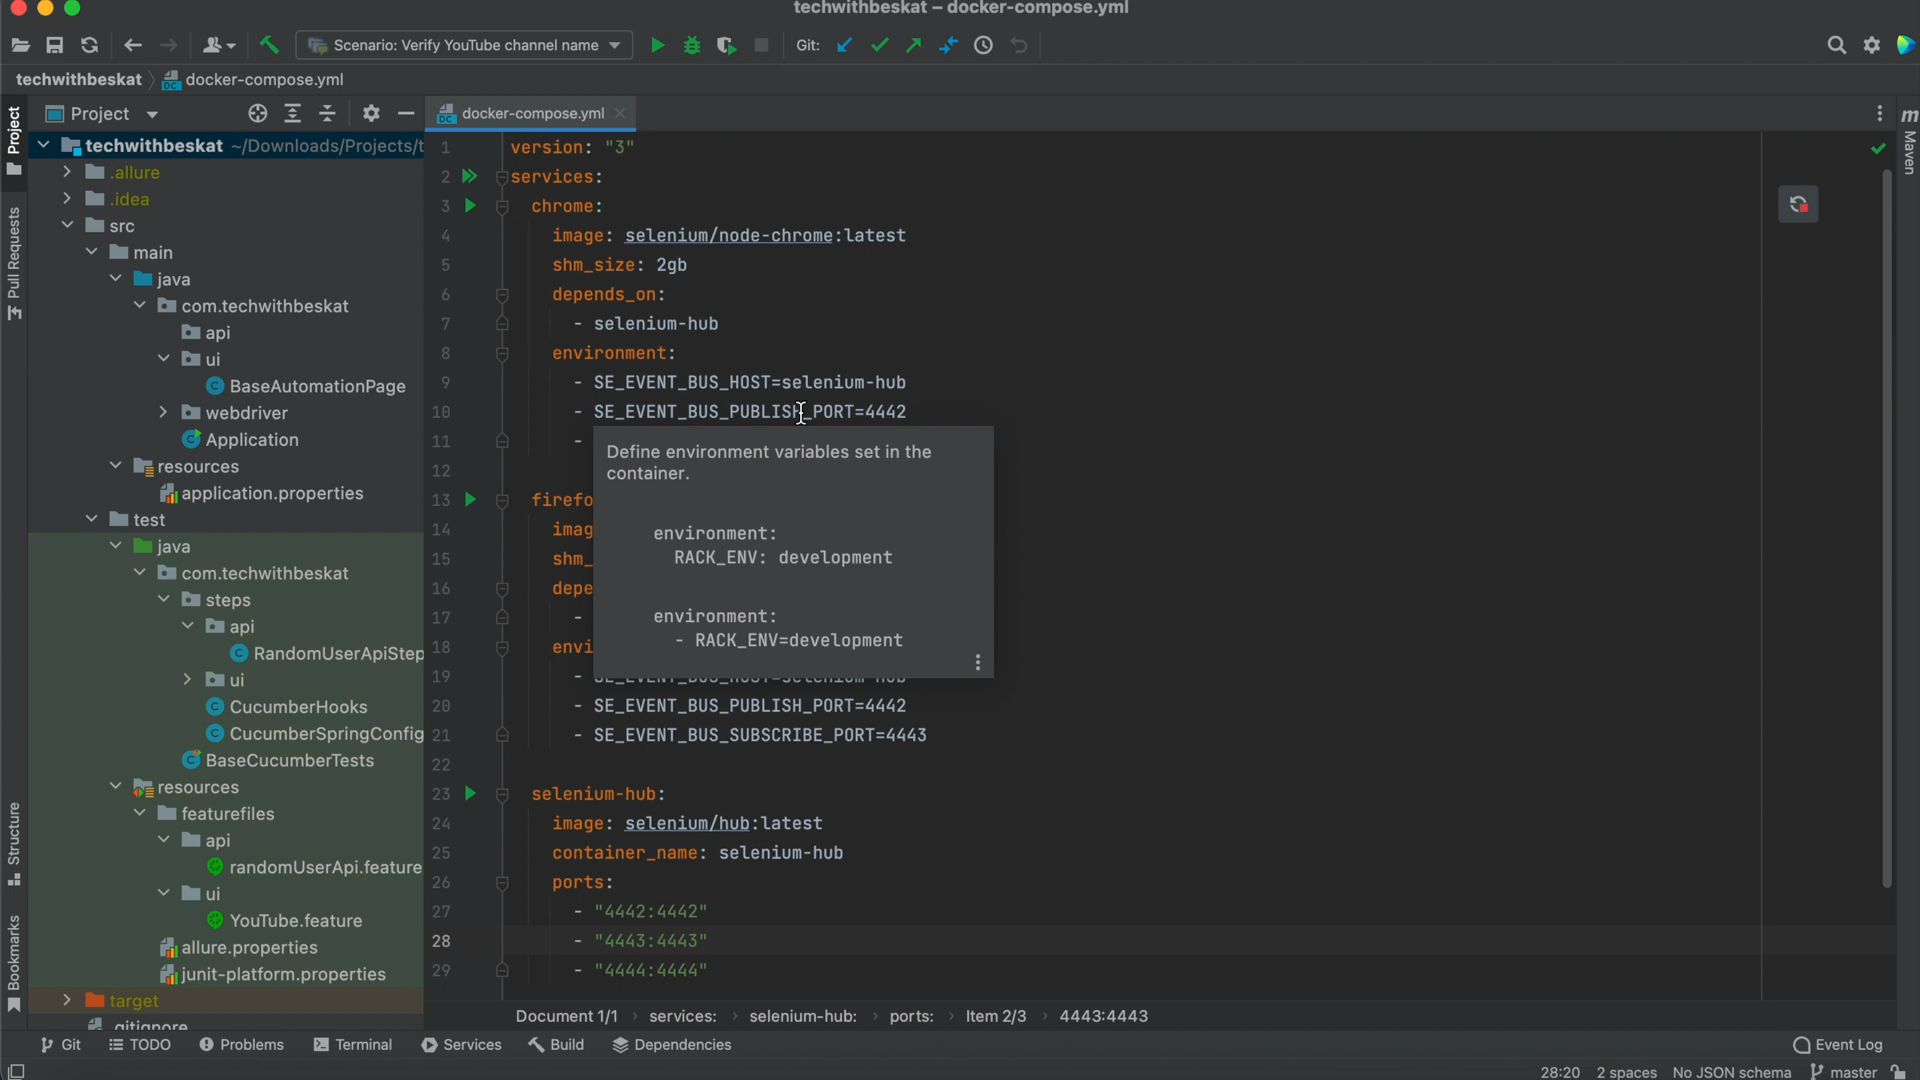 techwithbeskat – docker-compose.yml
Scenario: Verify YouTube channel name
Git:
techwithbeskat
docker-compose.yml
Project
docker-compose.yml
Project
Pull Requests
Structure
Bookmarks
techwithbeskat ~/Downloads/Projects/t
.allure
.idea
src
main
java
com.techwithbeskat
api
ui
BaseAutomationPage
webdriver
Application
resources
application.properties
test
java
com.techwithbeskat
steps
api
RandomUserApiStep
ui
CucumberHooks
CucumberSpringConfig
BaseCucumberTests
resources
featurefiles
api
randomUserApi.feature
ui
YouTube.feature
allure.properties
junit-platform.properties
target
.gitignore
1 version: "3"
2 services:
3 chrome:
4 image: selenium/node-chrome:latest
5 shm_size: 2gb
6 depends_on:
7 - selenium-hub
8 environment:
9 - SE_EVENT_BUS_HOST=selenium-hub
10 - SE_EVENT_BUS_PUBLISH_PORT=4442
11 -
12
13 firefo
14 imag
15 shm_
16 depe
17 -
18 envi
19 - SE_EVENT_BUS_HOST=selenium-hub
20 - SE_EVENT_BUS_PUBLISH_PORT=4442
21 - SE_EVENT_BUS_SUBSCRIBE_PORT=4443
22
23 selenium-hub:
24 image: selenium/hub:latest
25 container_name: selenium-hub
26 ports:
27 - "4442:4442"
28 - "4443:4443"
29 - "4444:4444"
Define environment variables set in the
container.
environment:
RACK_ENV: development
environment:
- RACK_ENV=development
m
Maven
Document 1/1 › services: › selenium-hub: › ports: › Item 2/3 › 4443:4443
Git
TODO
Problems
Terminal
Services
Build
Dependencies
Event Log
28:20 2 spaces No JSON schema master